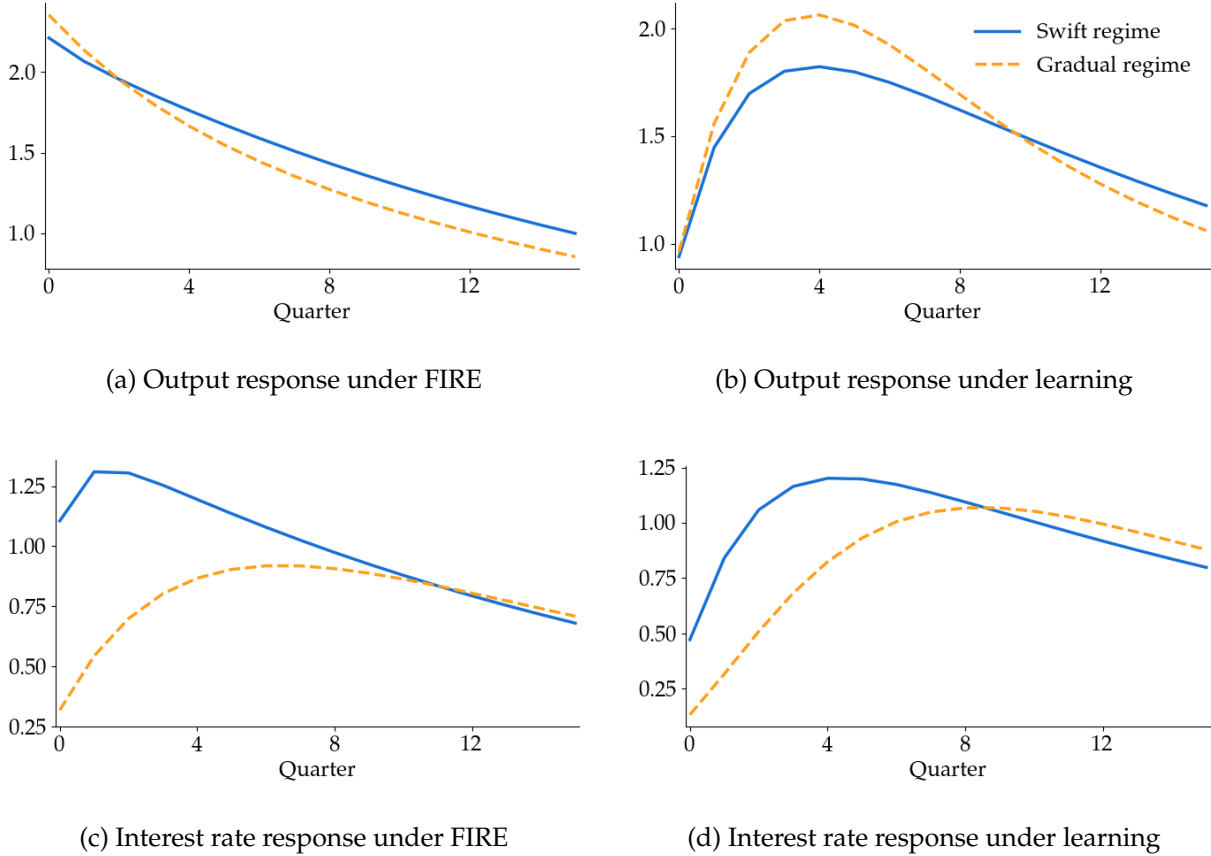 2.0
1.5
1.0
0 4 8 12
Quarter
(a) Output response under FIRE
2.0
1.5
1.0
0 4 8 12
Quarter
Swift regime
Gradual regime
(b) Output response under learning
1.25
1.00
0.75
0.50
0.25
0 4 8 12
Quarter
(c) Interest rate response under FIRE
1.25
1.00
0.75
0.50
0.25
0 4 8 12
Quarter
(d) Interest rate response under learning